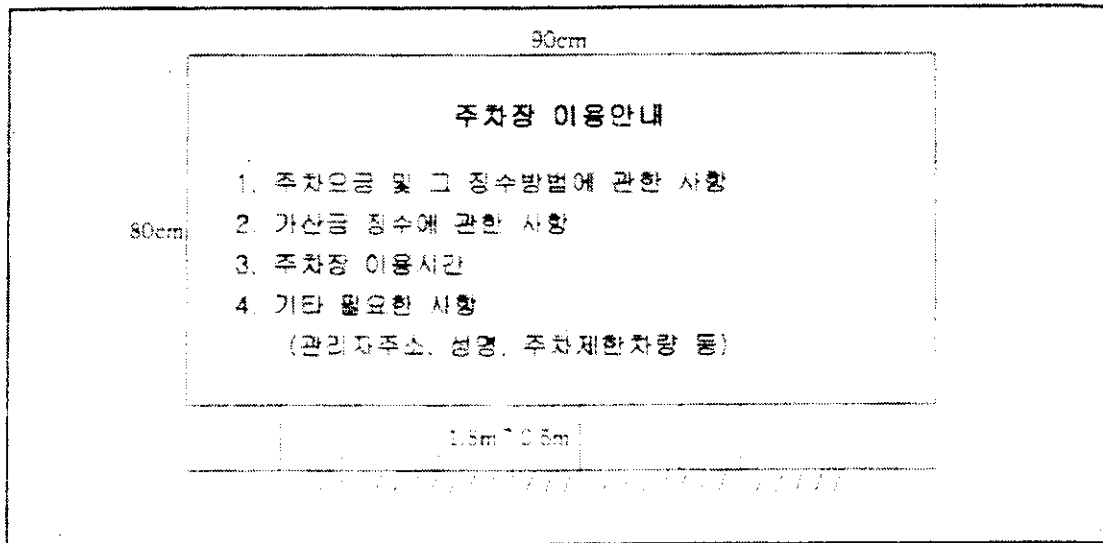 90cm
주차장 이용안내
1. 주차요금 및 그 징수방법에 관한 사항
80cm
2. 가산금 징수에 관한 사항
3. 주차장 이용시간
4. 기타 필요한 사항
(관리자주소, 성명, 주차제한차량 등)